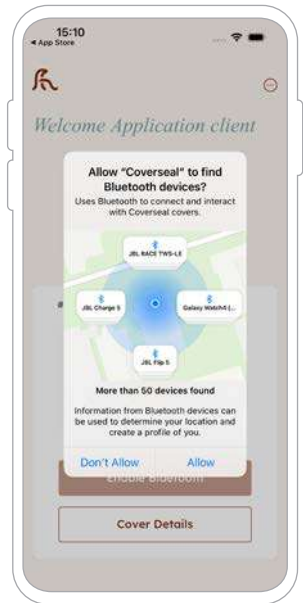 15:10
◀ App Store
Welcome Application client
Allow “Coverseal” to find
Bluetooth devices?
Uses Bluetooth to connect and interact
with Coverseal covers.
JBL RACE TWS-LE
JBL Charge 5
Galaxy Watch5 (...
JBL Flip 5
More than 50 devices found
Information from Bluetooth devices can
be used to determine your location and
create a profile of you.
Don't Allow
Allow
Enable Bluetooth
Cover Details